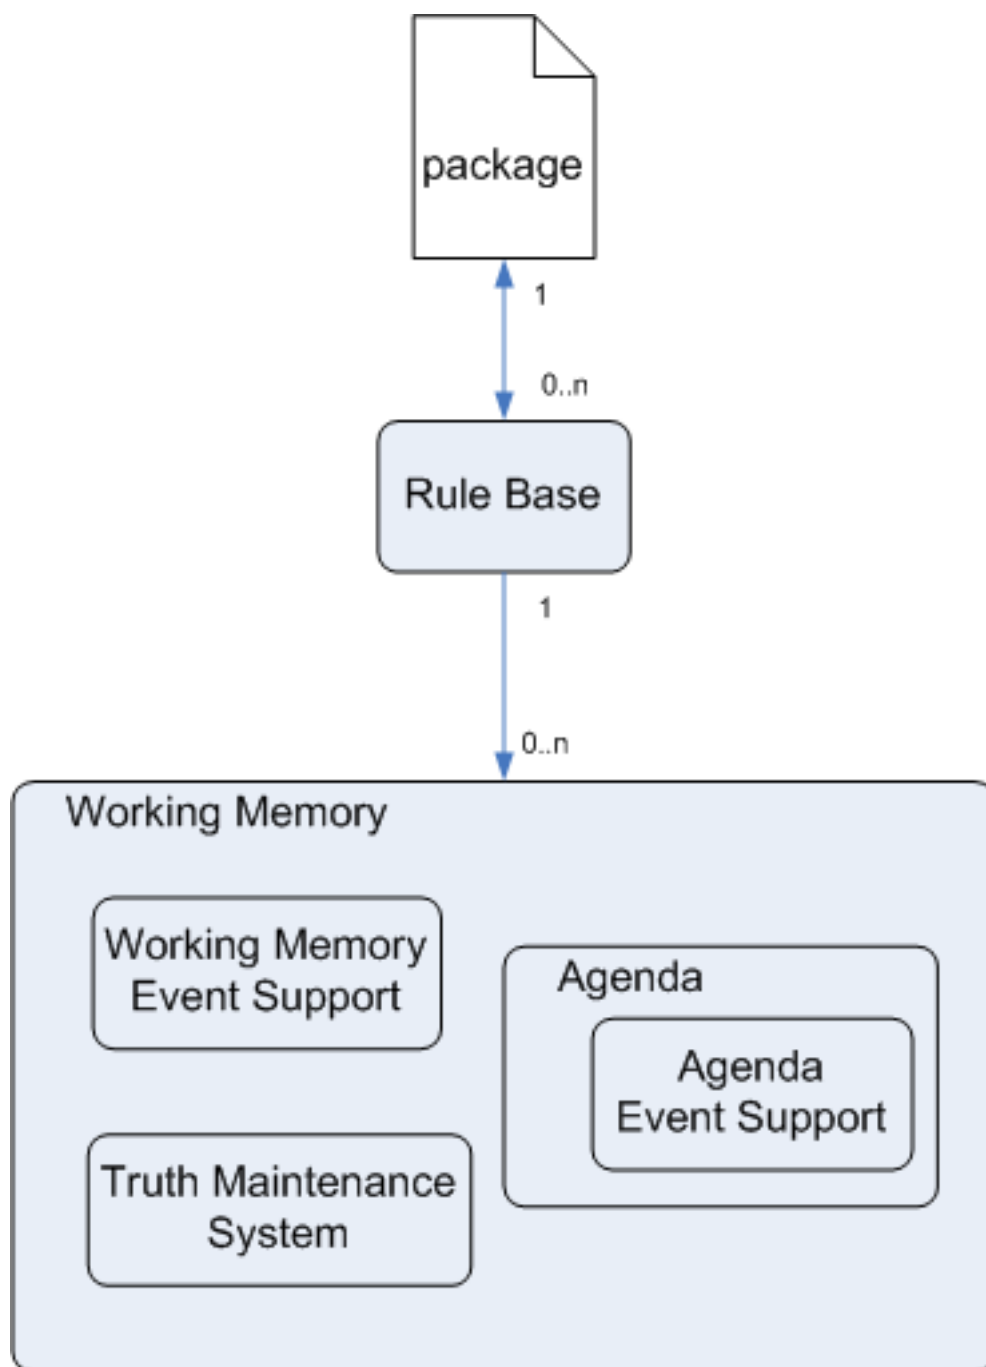 package
1
0..n
Rule Base
1
0..n
Working Memory
Working Memory
Event Support
Agenda
Agenda
Event Support
Truth Maintenance
System